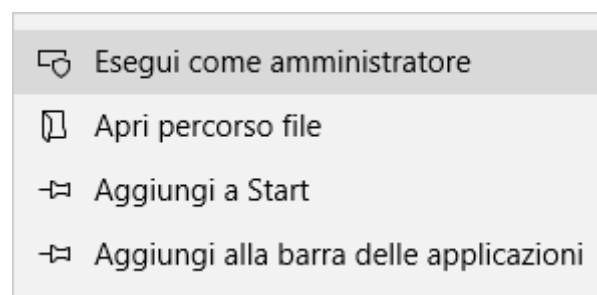 Esegui come amministratore
Apri percorso file
Aggiungi a Start
Aggiungi alla barra delle applicazioni